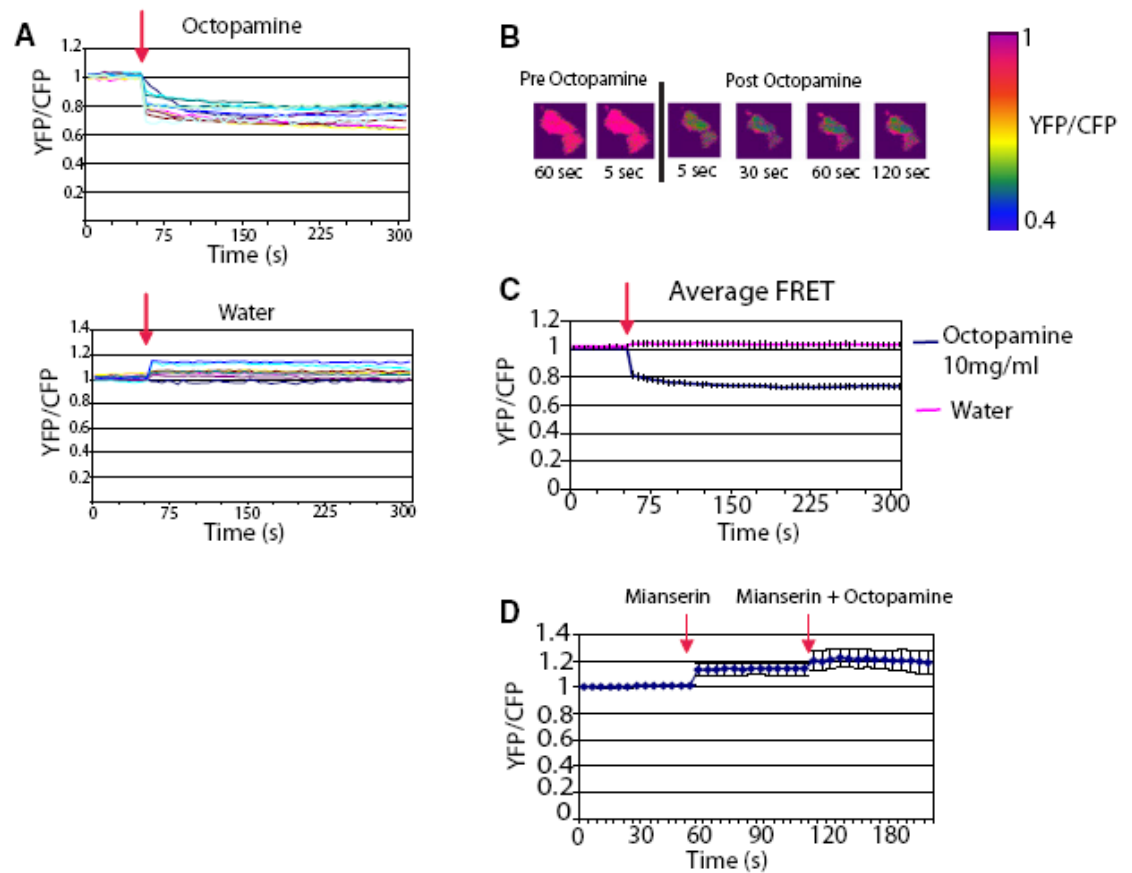 A
Octopamine
1.2
1
0.8
0.6
0.4
0.2
YFP/CFP
0 75 150 225 300
Time (s)
Water
1.4
1.2
1
0.8
0.6
0.4
0.2
YFP/CFP
0 75 150 225 300
Time (s)
B
Pre Octopamine Post Octopamine
60 sec 5 sec 5 sec 30 sec 60 sec 120 sec
1
YFP/CFP
0.4
C
Average FRET
1.2
1
0.8
0.6
0.4
0.2
0
YFP/CFP
0 75 150 225 300
Time (s)
Octopamine
10mg/ml
Water
D
Mianserin Mianserin + Octopamine
1.4
1.2
1
0.8
0.6
0.4
0.2
0
YFP/CFP
0 30 60 90 120 180
Time (s)